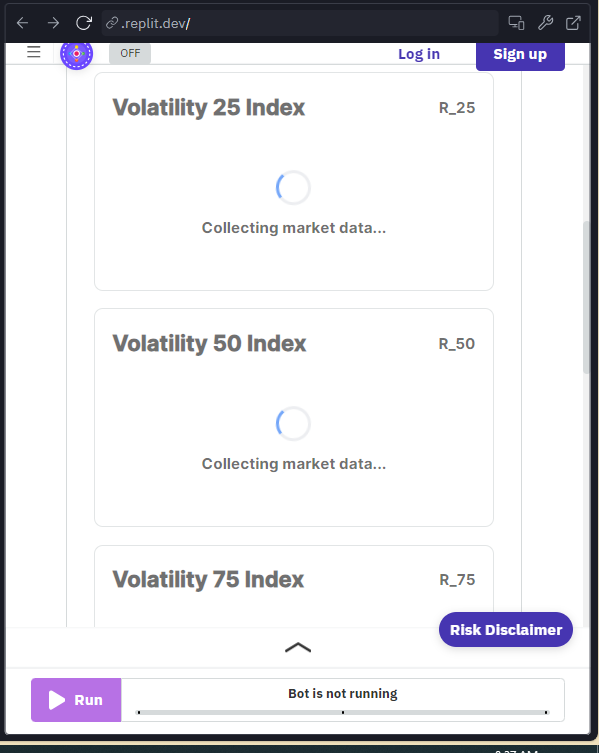 .replit.dev/
OFF
Log in
Sign up
Volatility 25 Index
R_25
Collecting market data...
Volatility 50 Index
R_50
Collecting market data...
Volatility 75 Index
R_75
Risk Disclaimer
Run
Bot is not running